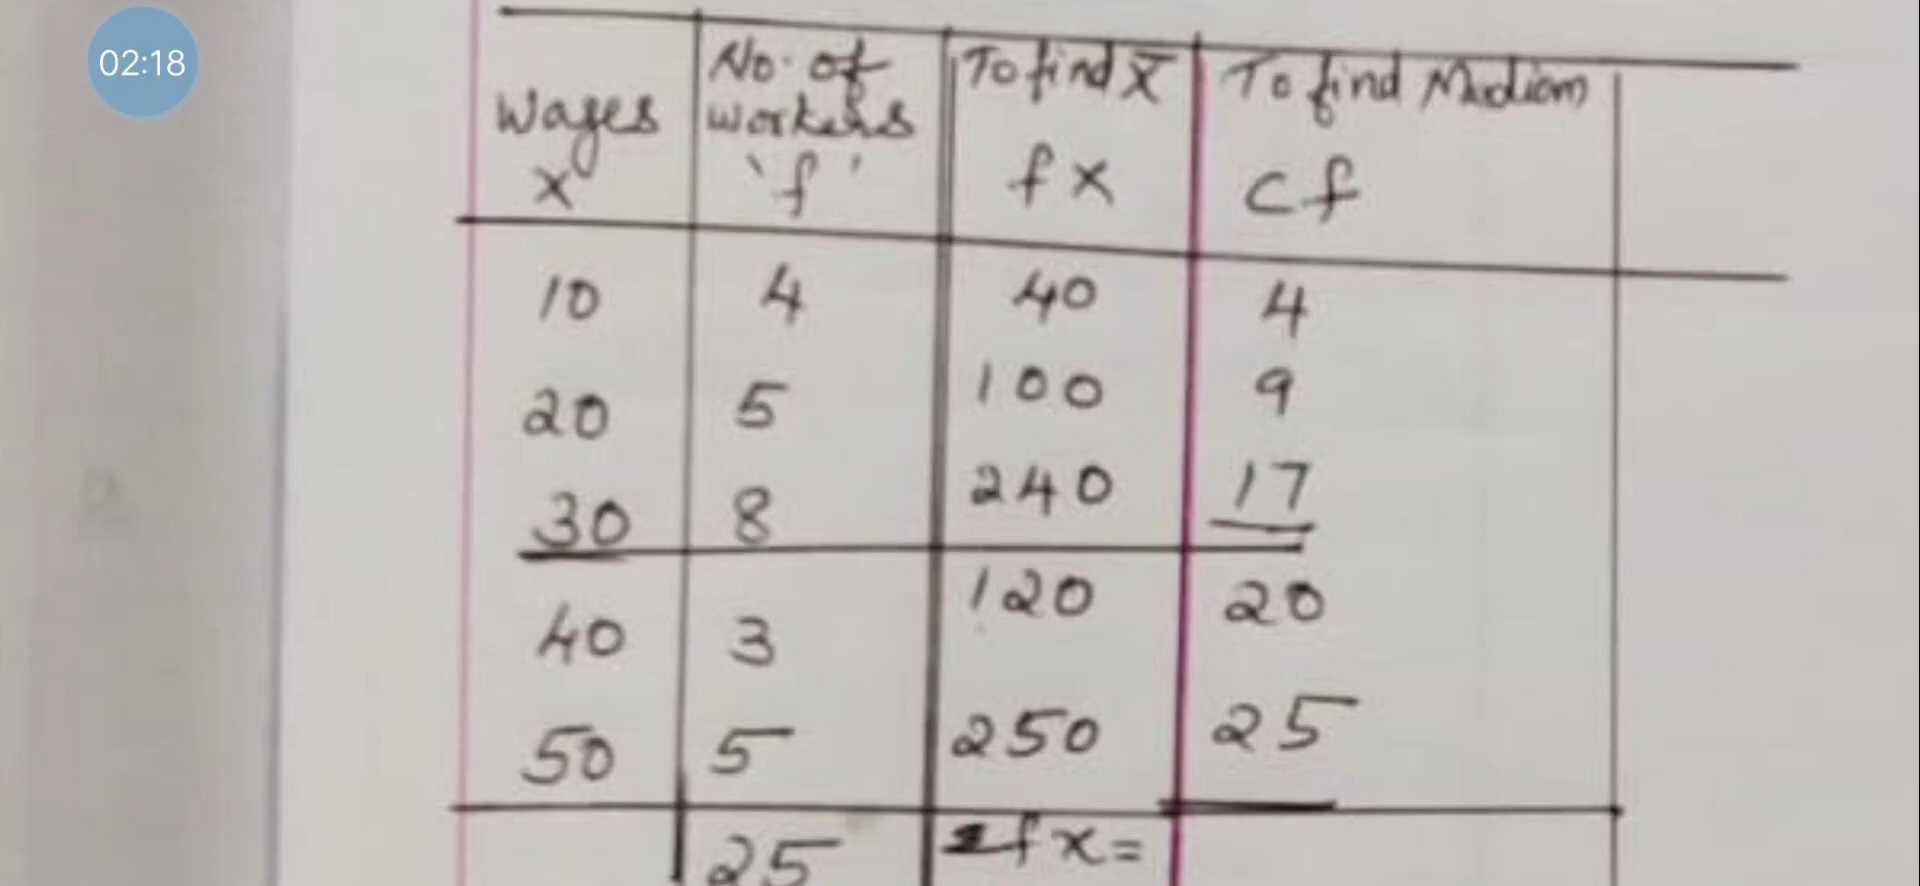 02:18
Wages x | No. of workers 'f' | To find x̅ fx | To find Median cf
10 | 4 | 40 | 4
20 | 5 | 100 | 9
30 | 8 | 240 | 17
40 | 3 | 120 | 20
50 | 5 | 250 | 25
25 | Σfx=